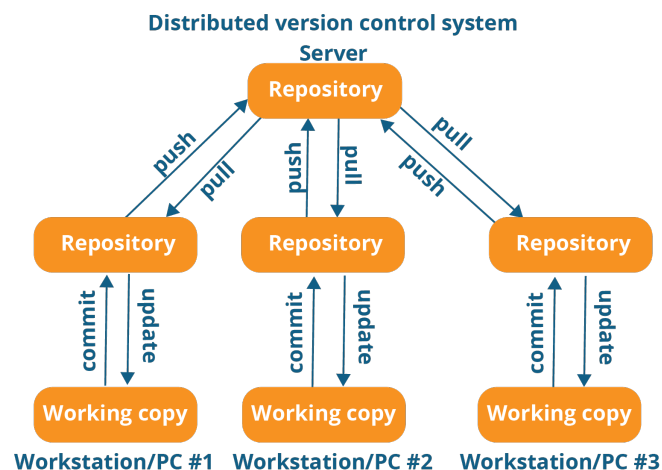 Distributed version control system
Server
Repository
push
pull
push
pull
push
pull
Repository
Repository
Repository
commit
update
commit
update
commit
update
Working copy
Working copy
Working copy
Workstation/PC #1
Workstation/PC #2
Workstation/PC #3